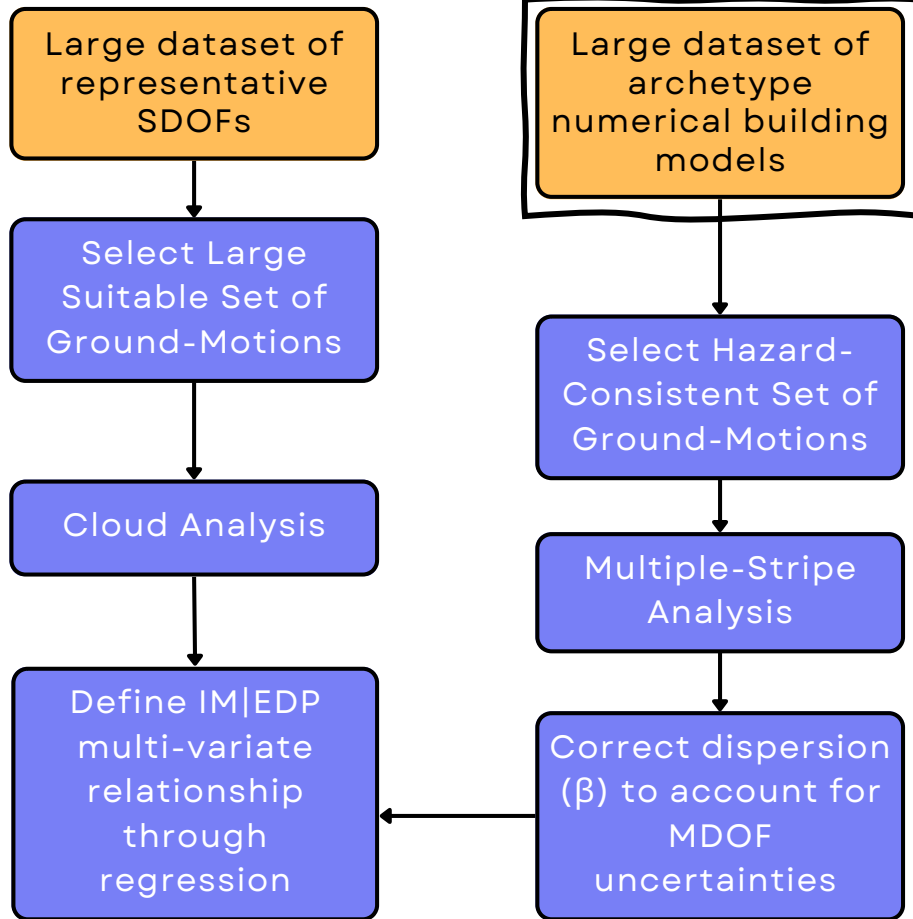 Large dataset of
representative
SDOFs
Select Large
Suitable Set of
Ground-Motions
Cloud Analysis
Define IM|EDP
multi-variate
relationship
through
regression
Large dataset of
archetype
numerical building
models
Select Hazard-
Consistent Set of
Ground-Motions
Multiple-Stripe
Analysis
Correct dispersion
(β) to account for
MDOF
uncertainties